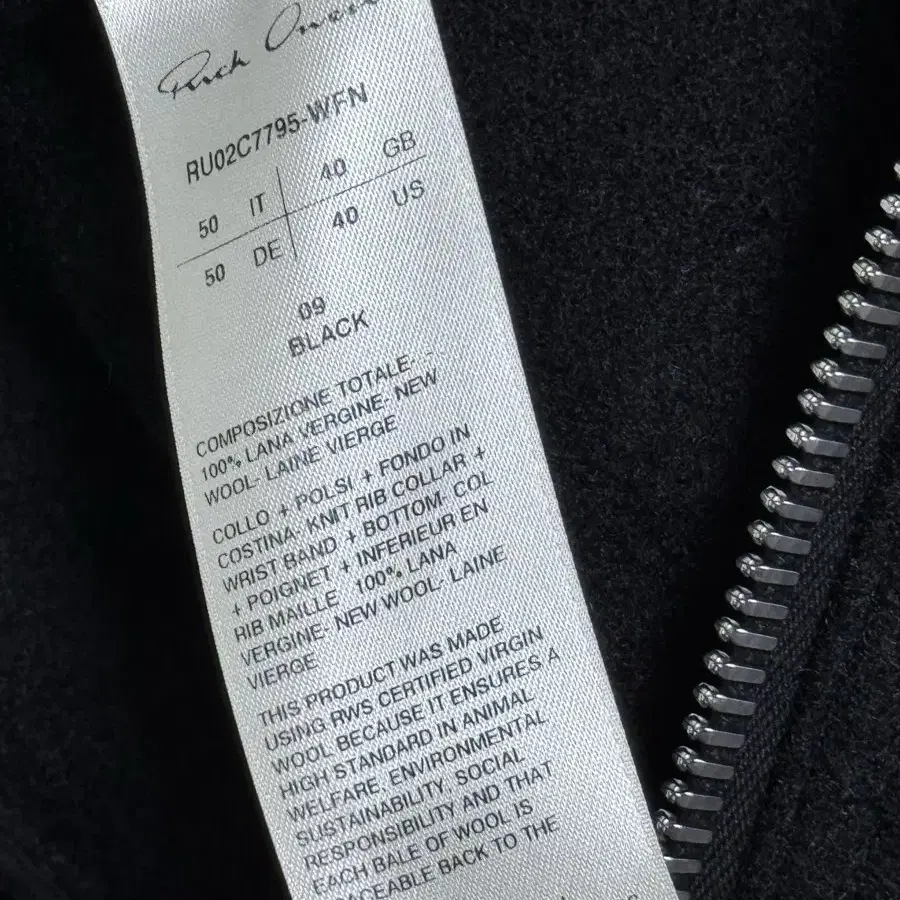 Rick Owens
RU02C7795-WFN
50 IT 40 GB
50 DE 40 US
09
BLACK
COMPOSIZIONE TOTALE- -
100% LANA VERGINE- NEW
WOOL- LAINE VIERGE
COLLO + POLSI + FONDO IN
COSTINA- KNIT RIB COLLAR +
WRIST BAND + BOTTOM- COL
+ POIGNET + INFERIEUR EN
RIB MAILLE 100% LANA
VERGINE- NEW WOOL- LAINE
VIERGE
THIS PRODUCT WAS MADE
USING RWS CERTIFIED VIRGIN
WOOL BECAUSE IT ENSURES A
HIGH STANDARD IN ANIMAL
WELFARE, ENVIRONMENTAL
SUSTAINABILITY, SOCIAL
RESPONSIBILITY AND THAT
EACH BALE OF WOOL IS
ACEABLE BACK TO THE